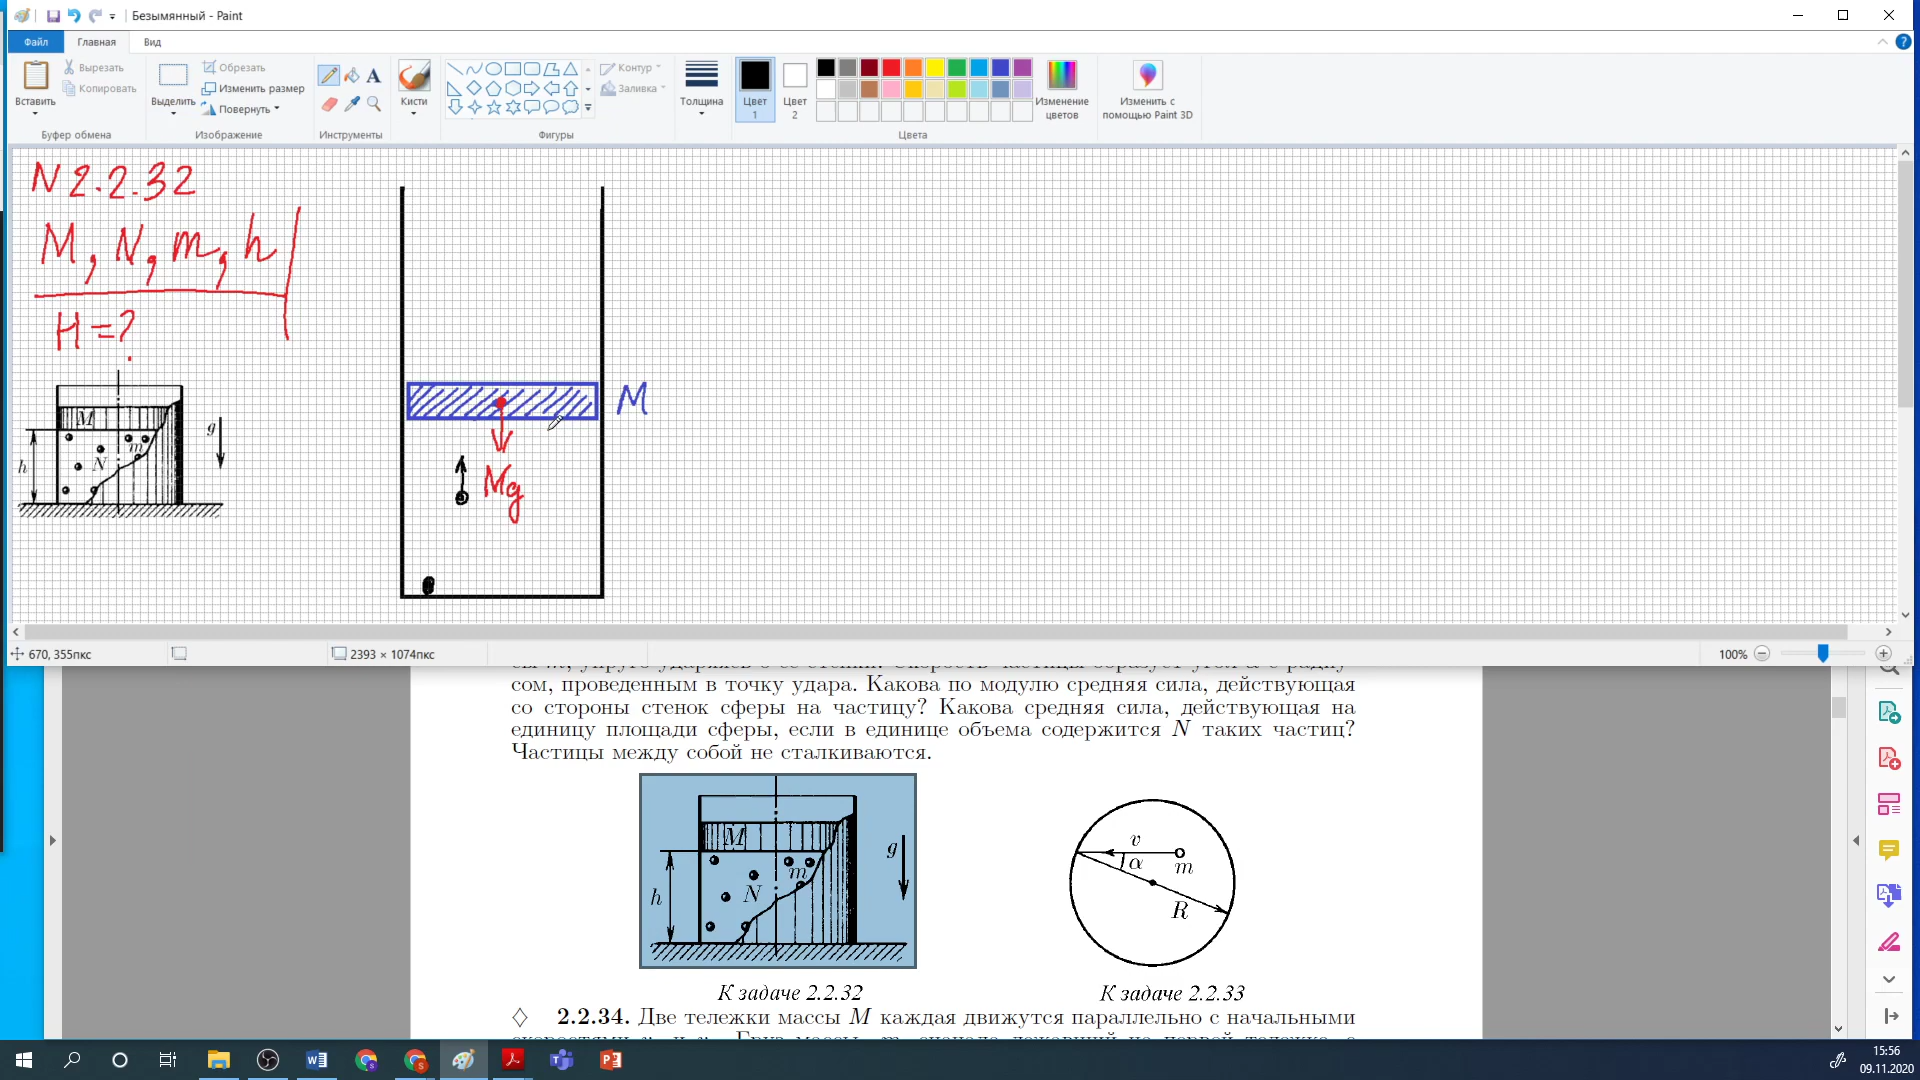 Безымянный - Paint
Файл
Главная
Вид
Вставить
Вырезать
Копировать
Буфер обмена
Выделить
Обрезать
Изменить размер
Повернуть
Изображение
Инструменты
Кисти
Контур
Заливка
Фигуры
Толщина
Цвет
1
Цвет
2
Цвета
Изменение
цветов
Изменить с
помощью Paint 3D
N 2.2.32
M, N, m, h
H = ?
M
Mg
M
N
m
h
g
670, 355пкс
2393 × 1074пкс
100%
сом, проведенным в точку удара. Какова по модулю средняя сила, действующая
со стороны стенок сферы на частицу? Какова средняя сила, действующая на
единицу площади сферы, если в единице объема содержится N таких частиц?
Частицы между собой не сталкиваются.
M
N
m
h
g
v
α
m
R
К задаче 2.2.32
К задаче 2.2.33
2.2.34. Две тележки массы M каждая движутся параллельно с начальными
15:56
09.11.2020